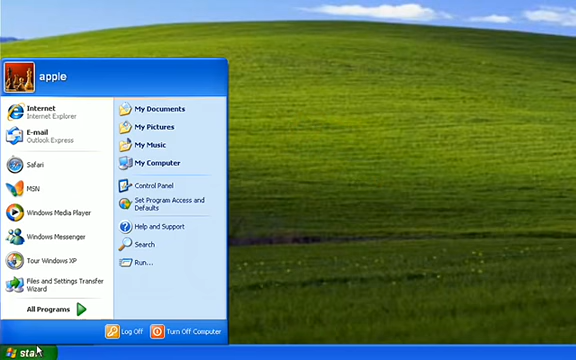 apple
Internet
Internet Explorer
E-mail
Outlook Express
Safari
MSN
Windows Media Player
Windows Messenger
Tour Windows XP
Files and Settings Transfer
Wizard
All Programs
My Documents
My Pictures
My Music
My Computer
Control Panel
Set Program Access and
Defaults
Help and Support
Search
Run...
Log Off
Turn Off Computer
start